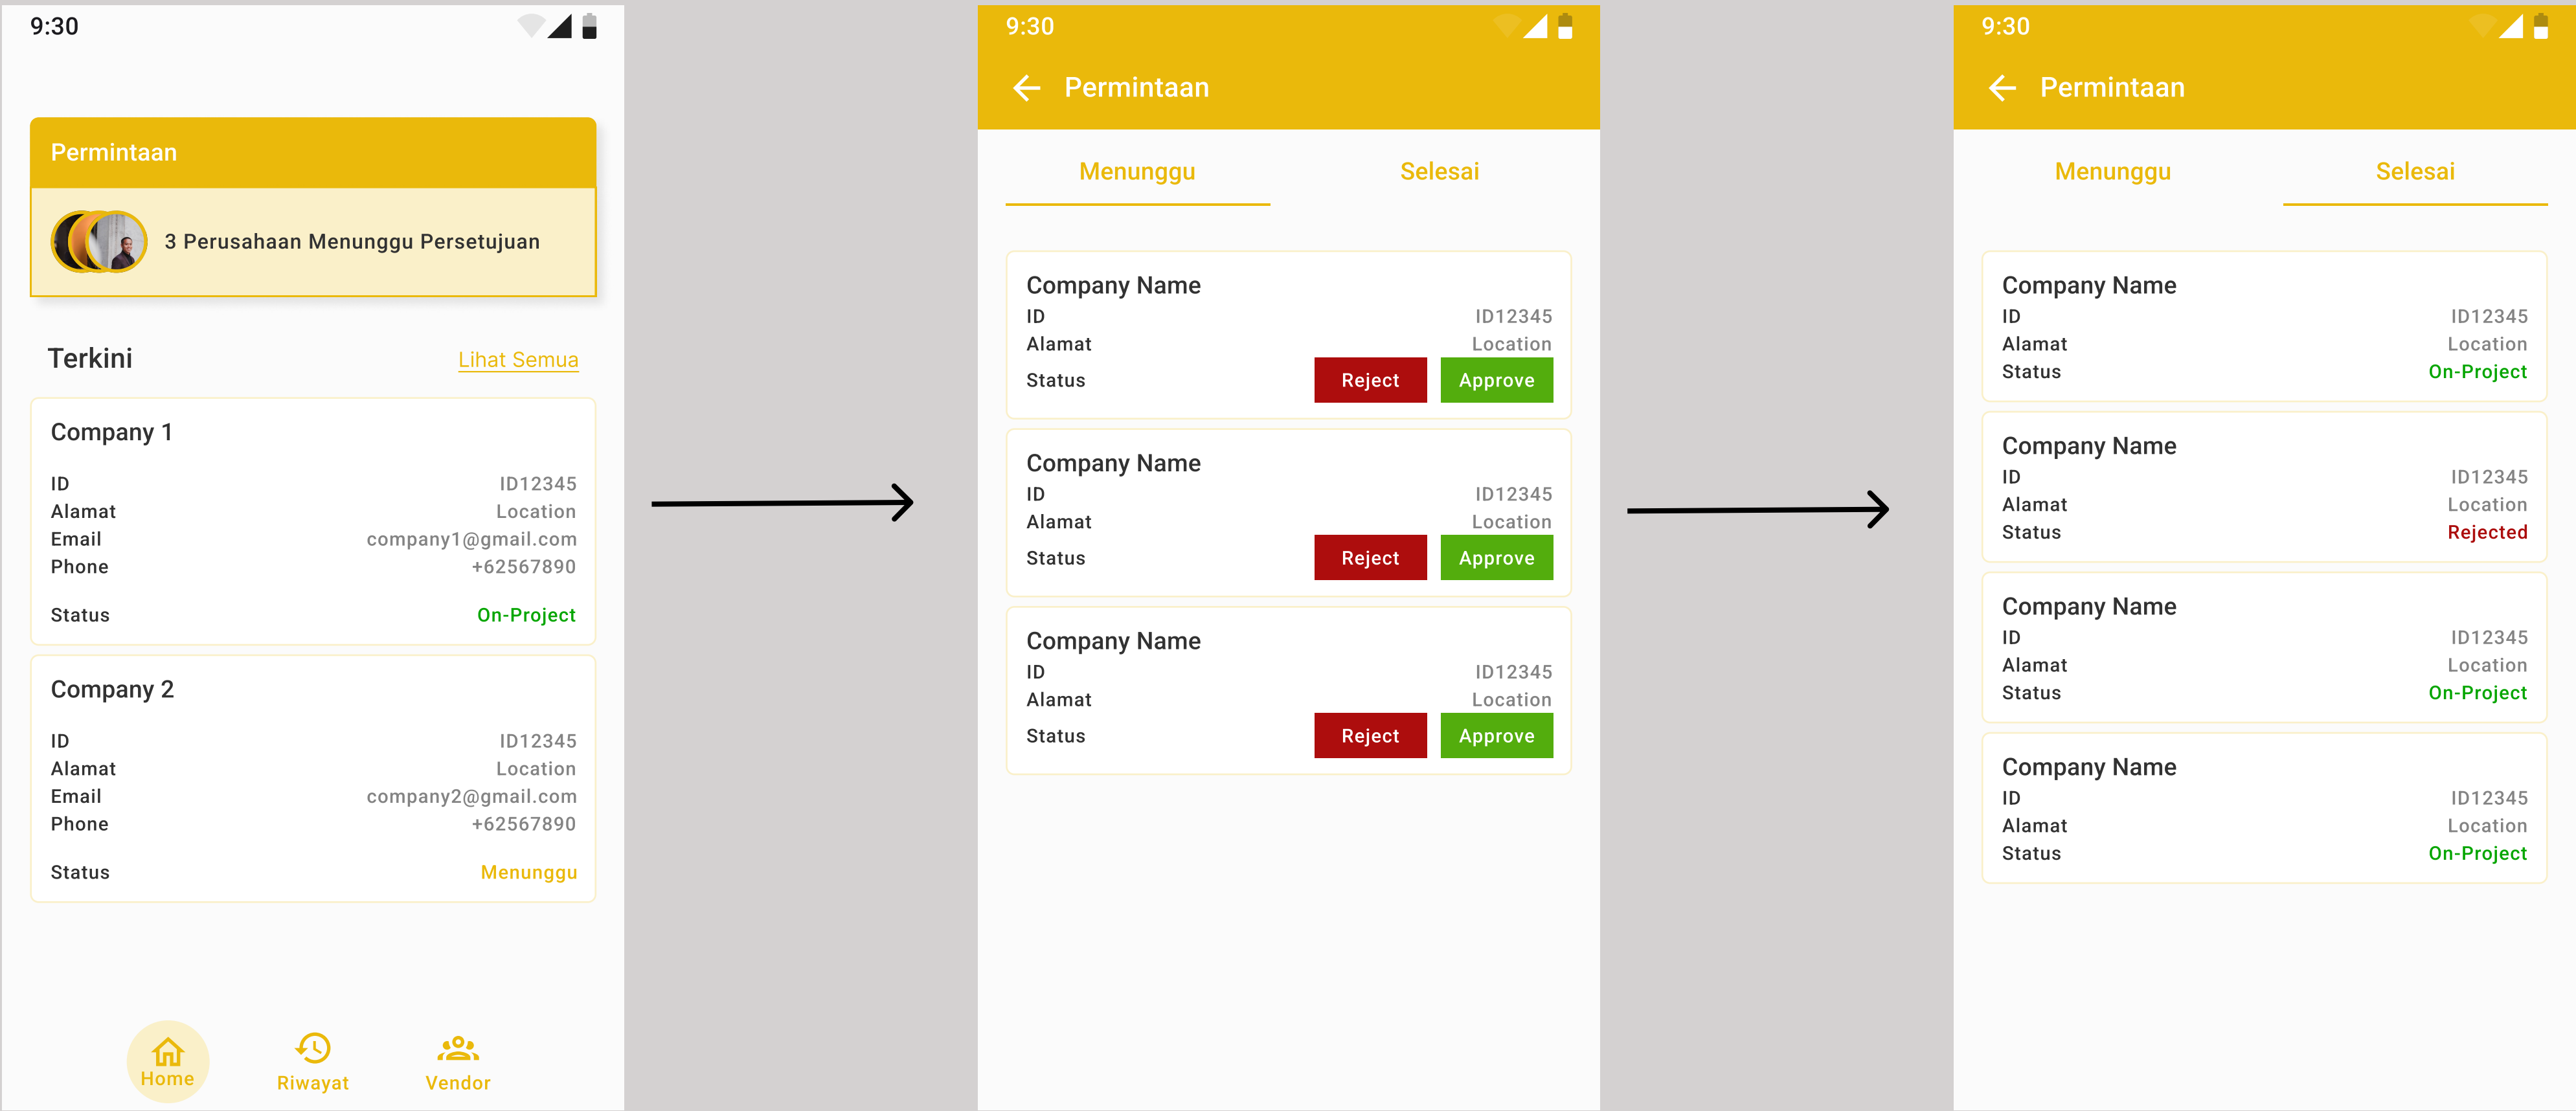 9:30
Permintaan
3 Perusahaan Menunggu Persetujuan
Terkini Lihat Semua
Company 1
ID ID12345
Alamat Location
Email company1@gmail.com
Phone +62567890
Status On-Project
Company 2
ID ID12345
Alamat Location
Email company2@gmail.com
Phone +62567890
Status Menunggu
Home Riwayat Vendor
9:30
Permintaan
Menunggu Selesai
Company Name
ID ID12345
Alamat Location
Status Reject Approve
Company Name
ID ID12345
Alamat Location
Status Reject Approve
Company Name
ID ID12345
Alamat Location
Status Reject Approve
9:30
Permintaan
Menunggu Selesai
Company Name
ID ID12345
Alamat Location
Status On-Project
Company Name
ID ID12345
Alamat Location
Status Rejected
Company Name
ID ID12345
Alamat Location
Status On-Project
Company Name
ID ID12345
Alamat Location
Status On-Project